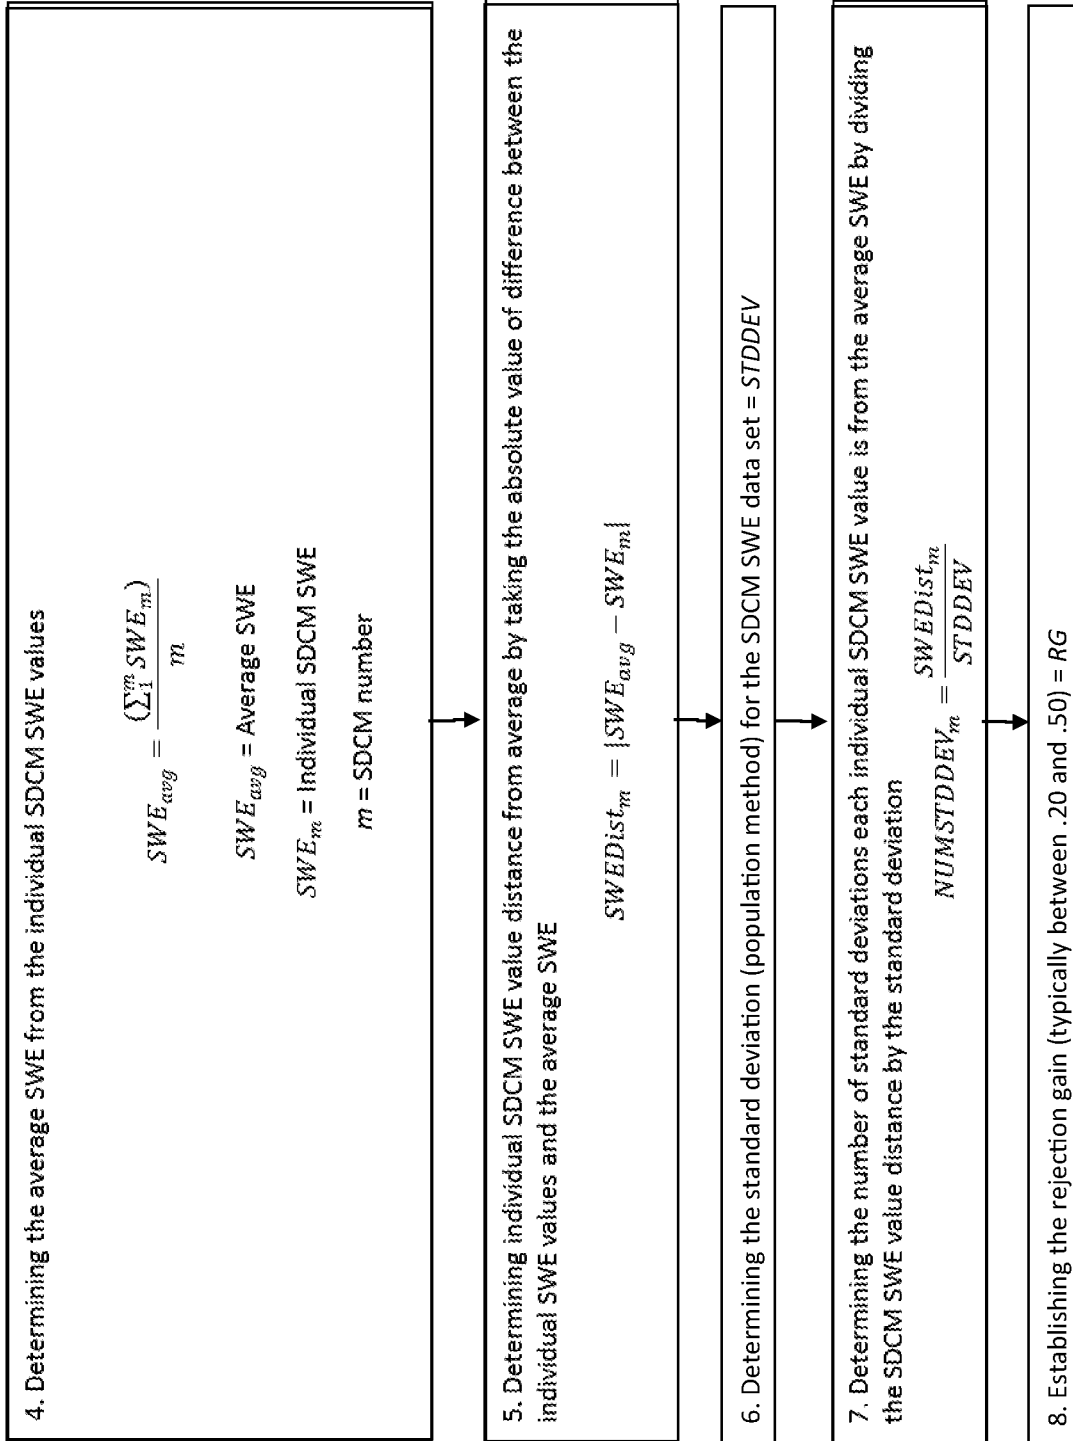 4. Determining the average SWE from the individual SDCM SWE values
SWE_avg = (∑_1^m SWE_m) / m
SWE_avg = Average SWE
SWE_m = Individual SDCM SWE
m = SDCM number
5. Determining individual SDCM SWE value distance from average by taking the absolute value of difference between the
individual SWE values and the average SWE
SWEDist_m = |SWE_avg − SWE_m|
6. Determining the standard deviation (population method) for the SDCM SWE data set = STDDEV
7. Determining the number of standard deviations each individual SDCM SWE value is from the average SWE by dividing
the SDCM SWE value distance by the standard deviation
NUMSTDDEV_m = SWEDist_m / STDDEV
8. Establishing the rejection gain (typically between .20 and .50) = RG